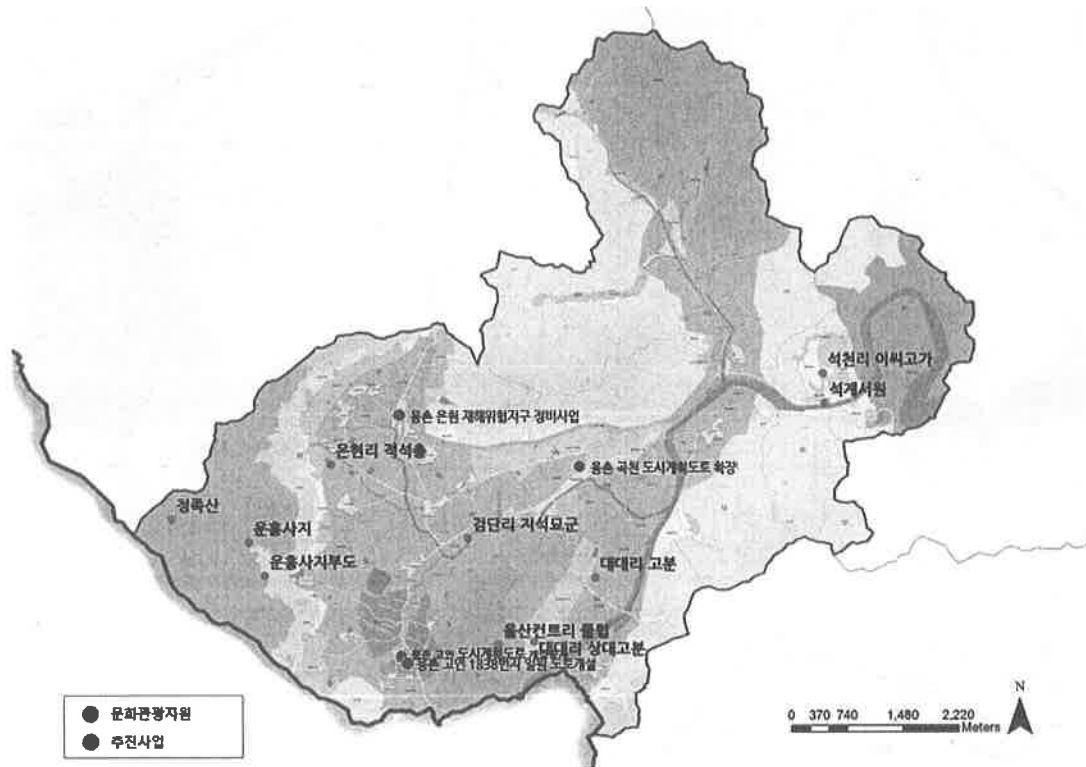 석천리 이씨고가
석계서원
웅촌 은현 재해위험지구 정비사업
은현리 적석총
웅촌 곡천 도시계획도로 확장
정족산
운흥사지
검단리 지석묘군
운흥사지부도
대대리 고분
울산컨트리 클럽
대대리 상대고분
웅촌 고연 도시계획도로
웅촌 고연 1838번지 일원 도로개설
문화관광자원
추진사업
N
0 370 740 1,480 2,220
Meters